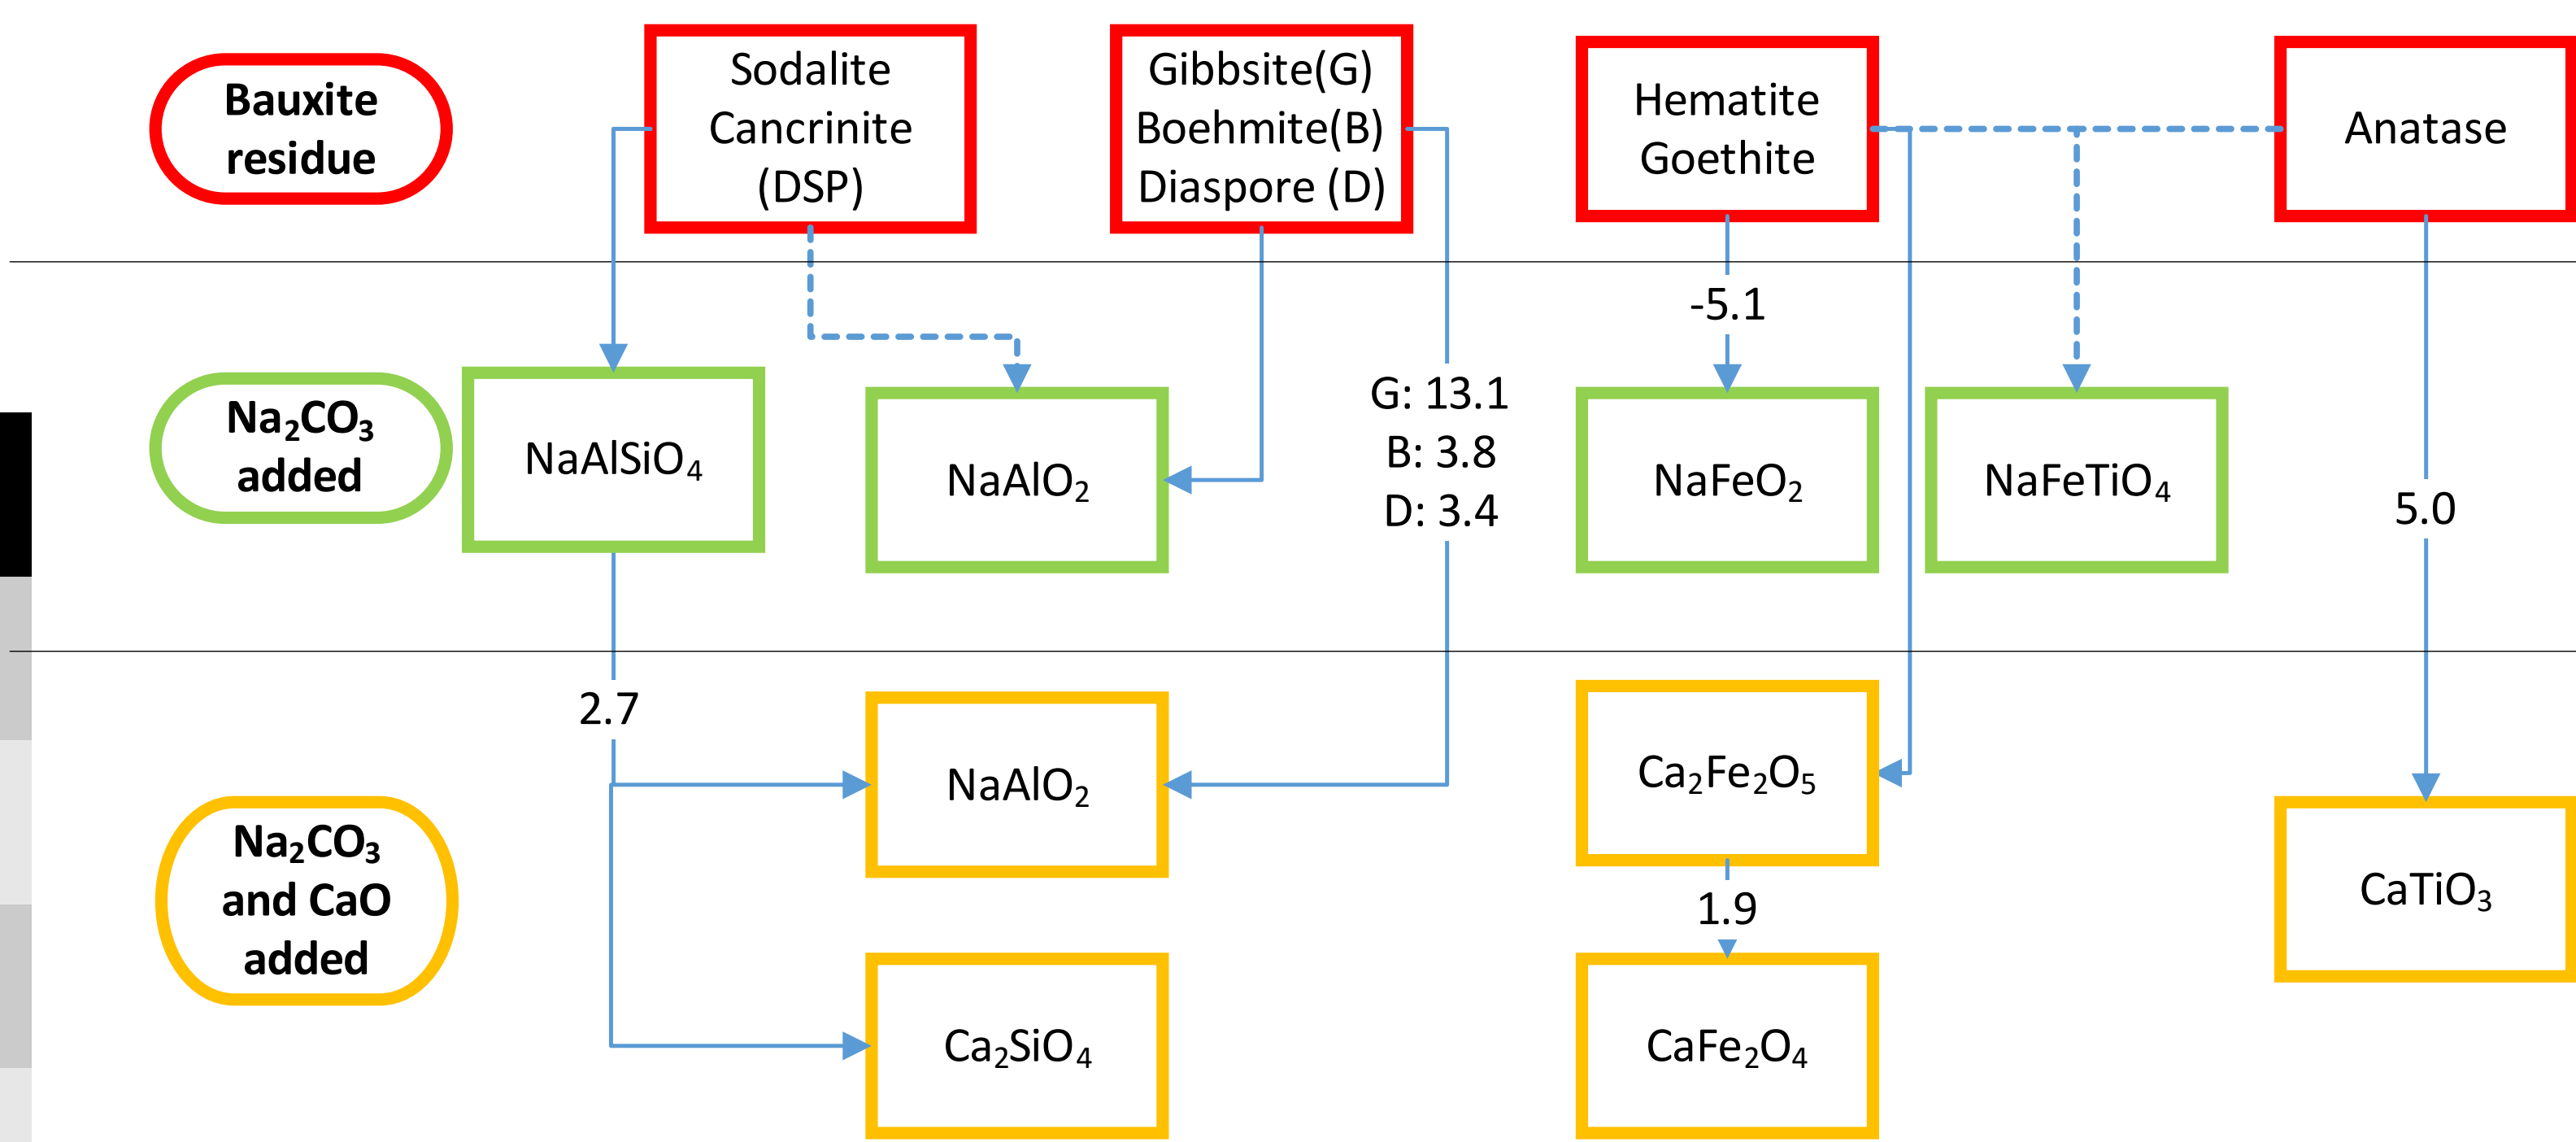 Bauxite
residue
Sodalite
Cancrinite
(DSP)
Gibbsite(G)
Boehmite(B)
Diaspore (D)
Hematite
Goethite
Anatase
-5.1
Na₂CO₃
added
NaAlSiO₄
NaAlO₂
G: 13.1
B: 3.8
D: 3.4
NaFeO₂
NaFeTiO₄
5.0
2.7
Na₂CO₃
and CaO
added
NaAlO₂
Ca₂Fe₂O₅
1.9
CaTiO₃
Ca₂SiO₄
CaFe₂O₄